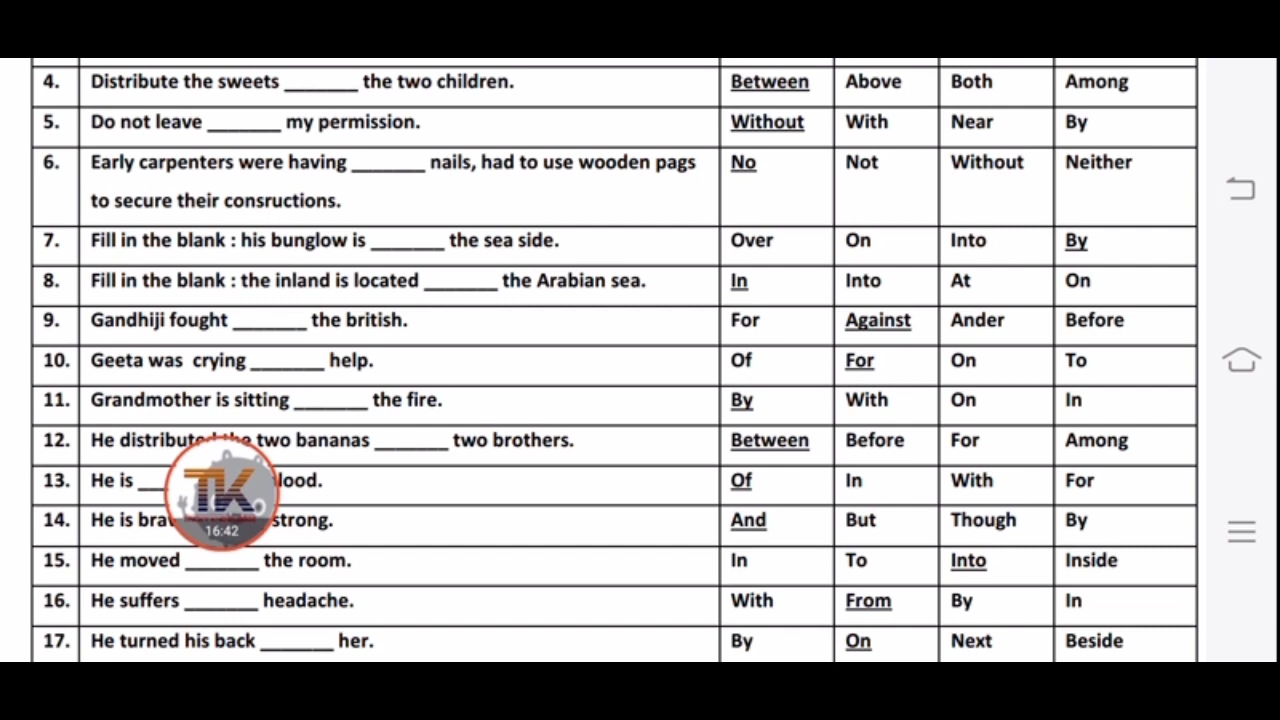 4. Distribute the sweets _______ the two children. Between Above Both Among
5. Do not leave _______ my permission. Without With Near By
6. Early carpenters were having _______ nails, had to use wooden pags No Not Without Neither
to secure their consructions.
7. Fill in the blank : his bunglow is _______ the sea side. Over On Into By
8. Fill in the blank : the inland is located _______ the Arabian sea. In Into At On
9. Gandhiji fought _______ the british. For Against Ander Before
10. Geeta was crying _______ help. Of For On To
11. Grandmother is sitting _______ the fire. By With On In
12. He distributed the two bananas _______ two brothers. Between Before For Among
13. He is ___ lood. Of In With For
TK
14. He is brav strong. And But Though By
16:42
15. He moved _______ the room. In To Into Inside
16. He suffers _______ headache. With From By In
17. He turned his back _______ her. By On Next Beside